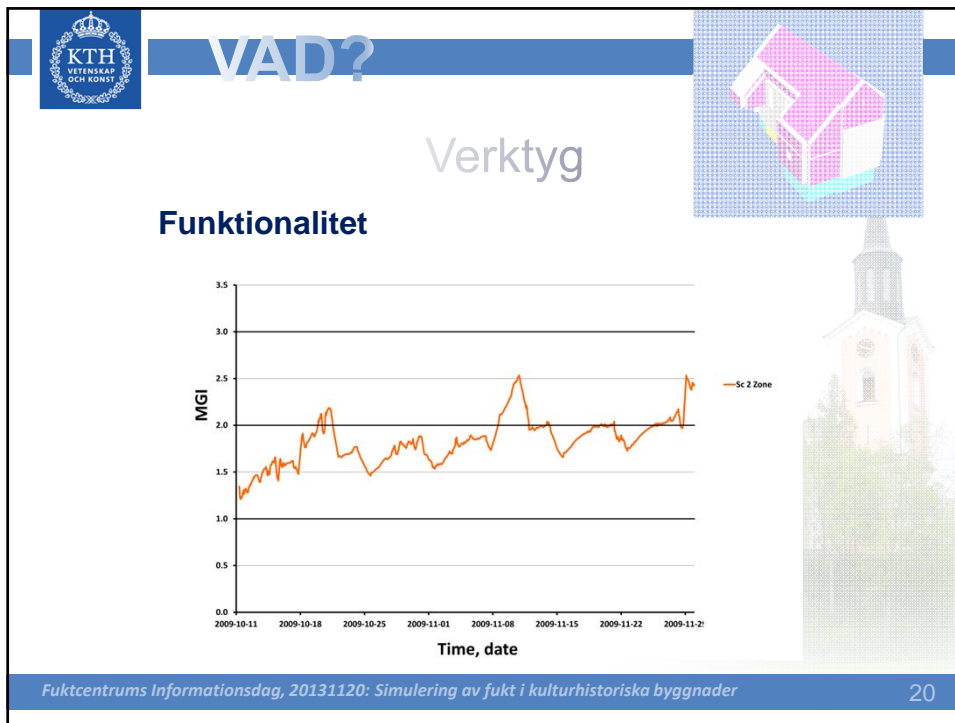 KTH
VETENSKAP
OCH KONST
VAD?
Verktyg
Funktionalitet
3.5
3.0
2.5
2.0
1.5
1.0
0.5
0.0
MGI
Sc 2 Zone
2009-10-11 2009-10-18 2009-10-25 2009-11-01 2009-11-08 2009-11-15 2009-11-22 2009-11-29
Time, date
Fuktcentrums Informationsdag, 20131120: Simulering av fukt i kulturhistoriska byggnader 20